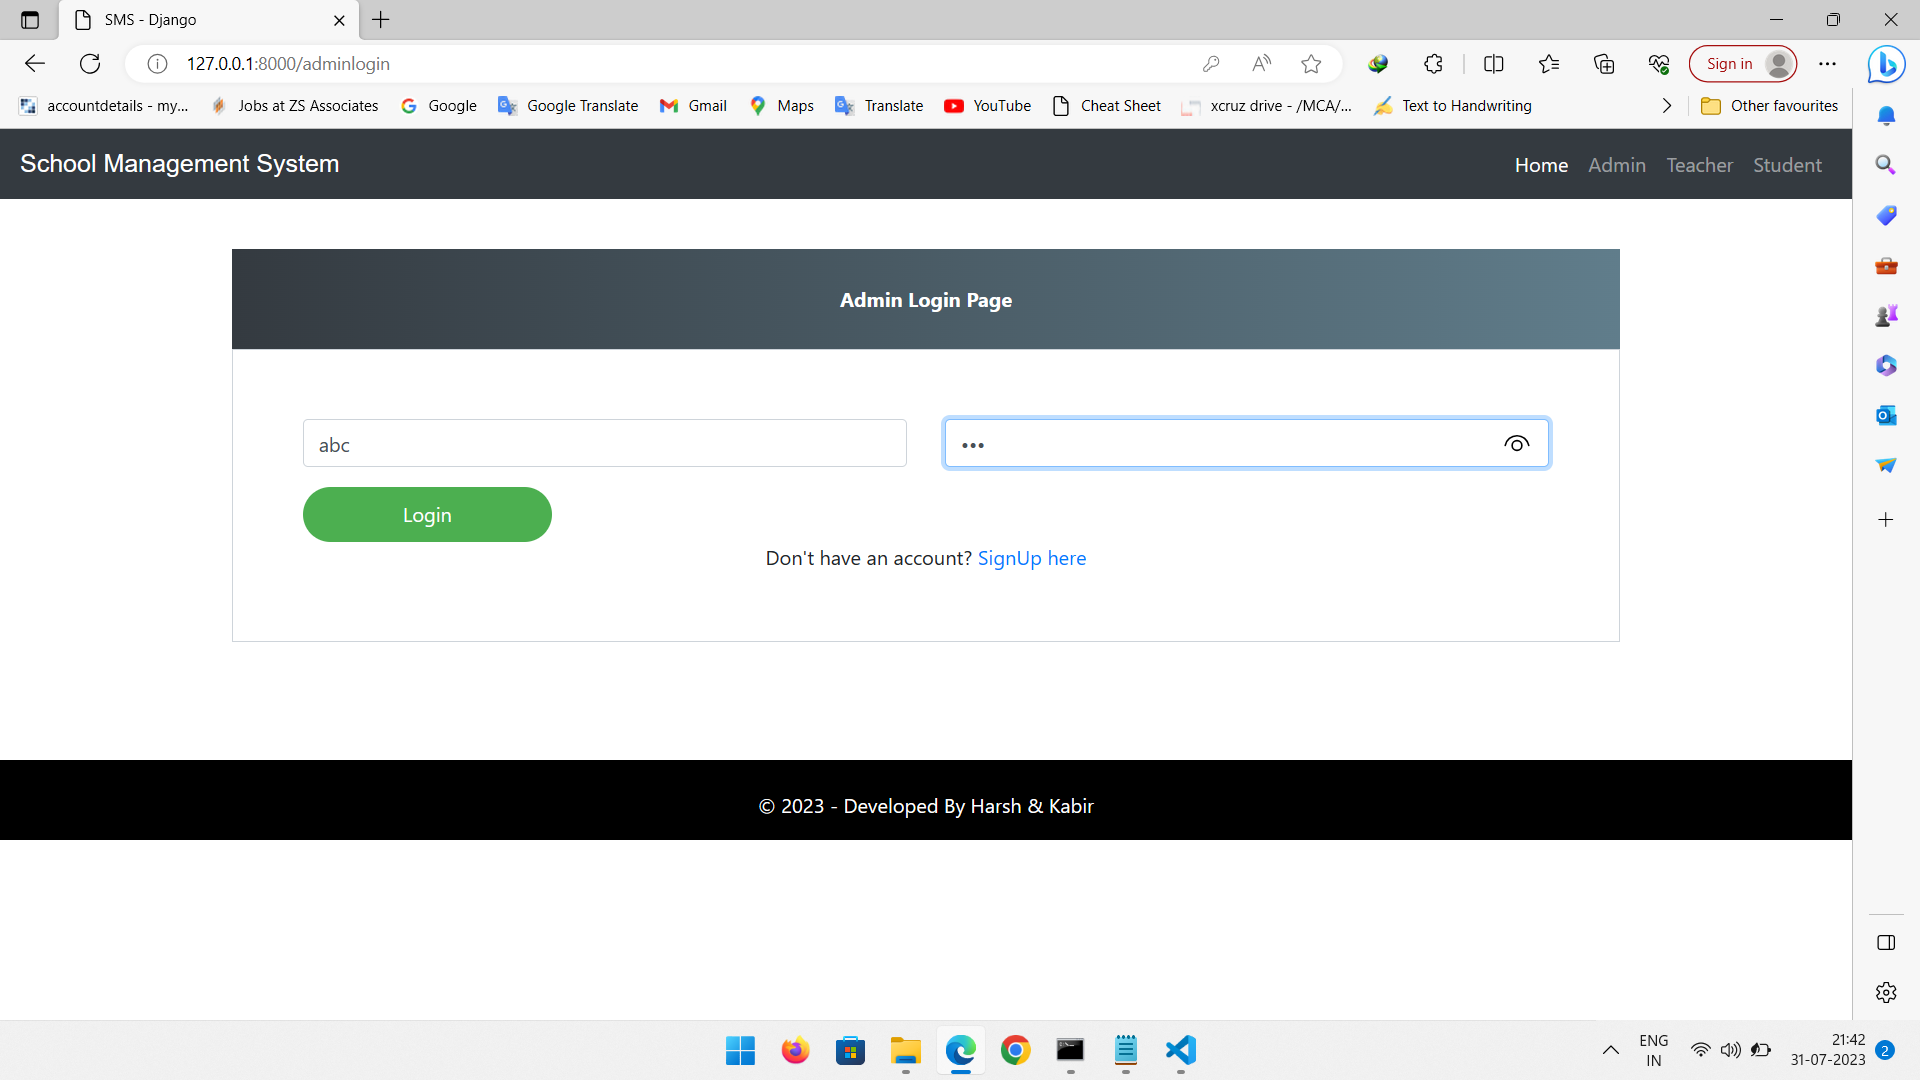 SMS - Django
127.0.0.1:8000/adminlogin
Sign in
accountdetails - my... Jobs at ZS Associates Google Google Translate Gmail Maps Translate YouTube Cheat Sheet xcruz drive - /MCA/... Text to Handwriting Other favourites
School Management System Home Admin Teacher Student
Admin Login Page
abc •••
Login
Don't have an account? SignUp here
© 2023 - Developed By Harsh & Kabir
ENG 21:42
IN 31-07-2023 2